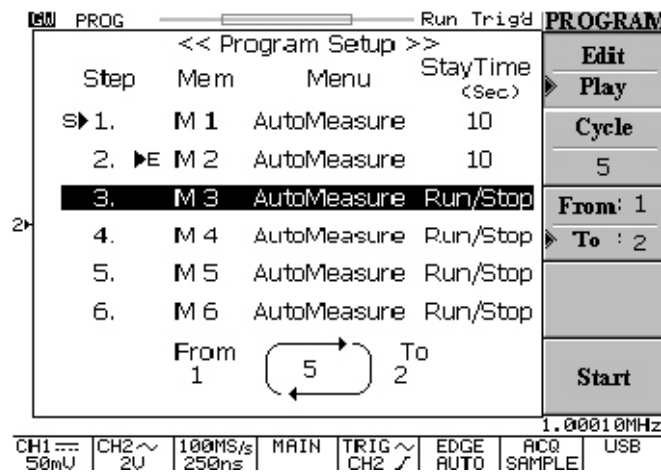 GW PROG Run Trig'd PROGRAM
<< Program Setup >>
Step Mem Menu StayTime
(Sec)
S 1. M 1 AutoMeasure 10
2. E M 2 AutoMeasure 10
3. M 3 AutoMeasure Run/Stop
4. M 4 AutoMeasure Run/Stop
5. M 5 AutoMeasure Run/Stop
6. M 6 AutoMeasure Run/Stop
From To
1 5 2
2
Edit
Play
Cycle
5
From: 1
To : 2
Start
1.00010MHz
CH1 CH2 100MS/s MAIN TRIG EDGE ACQ USB
50mV 2V 250ns CH2 AUTO SAMPLE